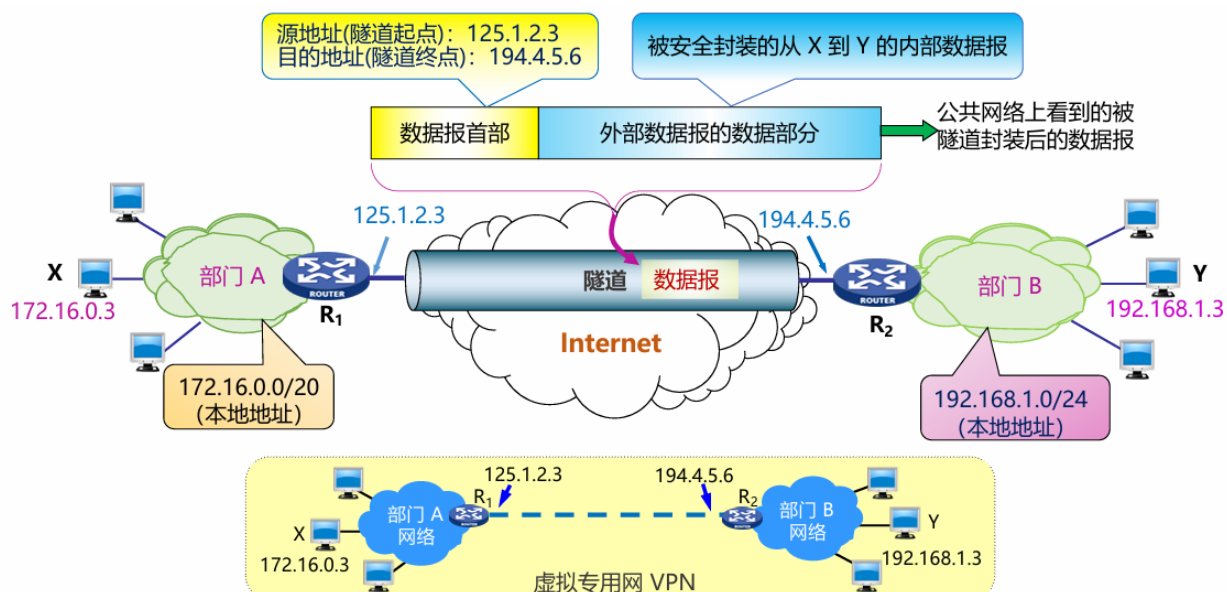 源地址(隧道起点)：125.1.2.3
目的地址(隧道终点)：194.4.5.6
被安全封装的从 X 到 Y 的内部数据报
数据报首部
外部数据报的数据部分
公共网络上看到的被
隧道封装后的数据报
125.1.2.3
194.4.5.6
X
172.16.0.3
部门 A
ROUTER
R1
隧道
数据报
Internet
ROUTER
R2
部门 B
Y
192.168.1.3
172.16.0.0/20
(本地地址)
192.168.1.0/24
(本地地址)
125.1.2.3
194.4.5.6
X
172.16.0.3
部门 A
网络
R1
R2
部门 B
网络
Y
192.168.1.3
虚拟专用网 VPN